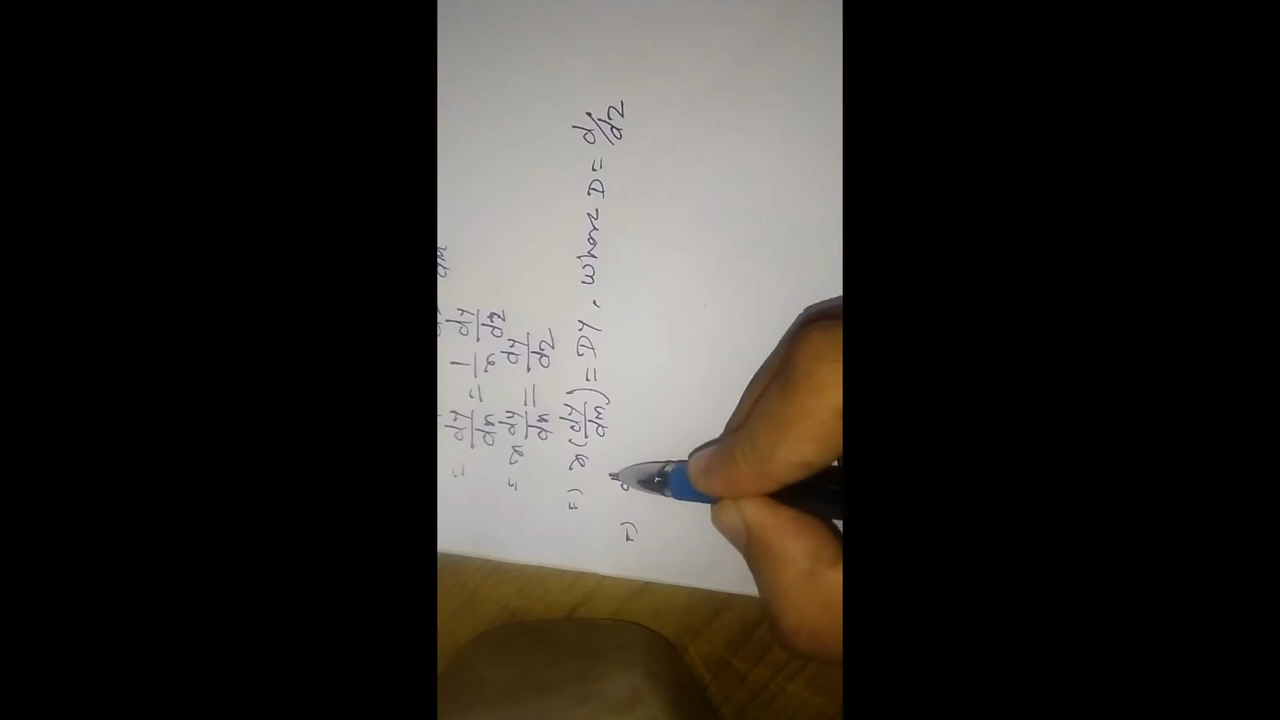 = dy/dx = 1/x dy/dz
= x dy/dx = dy/dz
=) x(dy/dx) = Dy, where D = d/dz
=)